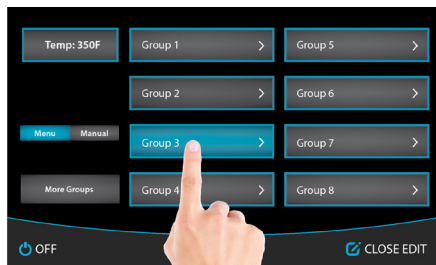 Temp: 350F
Group 1
Group 5
Group 2
Group 6
Menu
Manual
Group 3
Group 7
More Groups
Group 4
Group 8
OFF
CLOSE EDIT